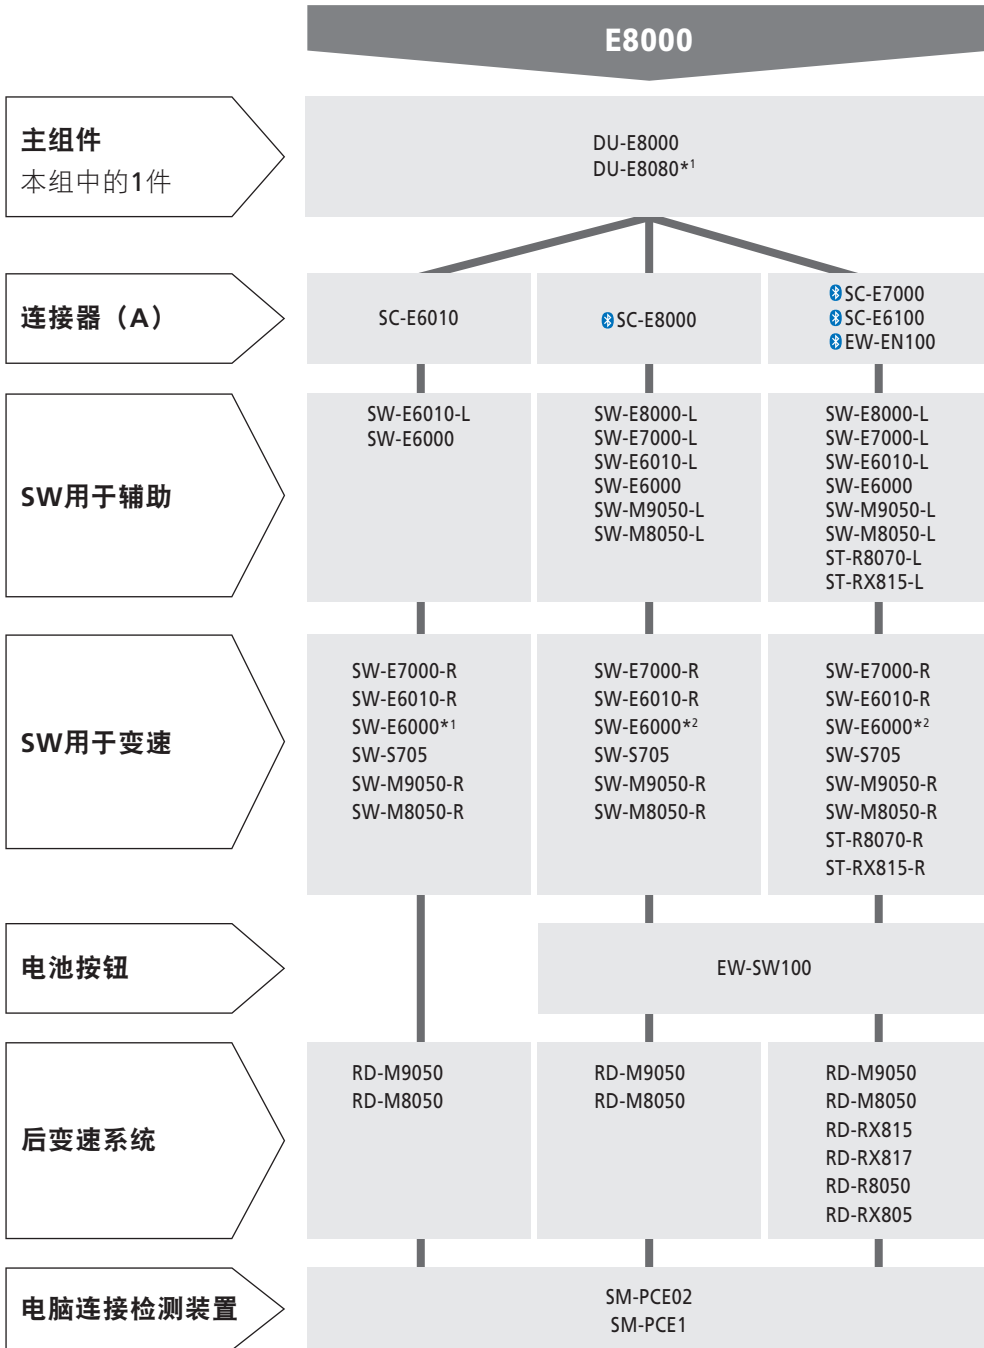 E8000
主组件
本组中的1件
DU-E8000
DU-E8080*1
连接器（A）
SC-E6010
SC-E8000
SC-E7000
SC-E6100
EW-EN100
SW用于辅助
SW-E6010-L
SW-E6000
SW-E8000-L
SW-E7000-L
SW-E6010-L
SW-E6000
SW-M9050-L
SW-M8050-L
SW-E8000-L
SW-E7000-L
SW-E6010-L
SW-E6000
SW-M9050-L
SW-M8050-L
ST-R8070-L
ST-RX815-L
SW用于变速
SW-E7000-R
SW-E6010-R
SW-E6000*1
SW-S705
SW-M9050-R
SW-M8050-R
SW-E7000-R
SW-E6010-R
SW-E6000*2
SW-S705
SW-M9050-R
SW-M8050-R
SW-E7000-R
SW-E6010-R
SW-E6000*2
SW-S705
SW-M9050-R
SW-M8050-R
ST-R8070-R
ST-RX815-R
电池按钮
EW-SW100
后变速系统
RD-M9050
RD-M8050
RD-M9050
RD-M8050
RD-M9050
RD-M8050
RD-RX815
RD-RX817
RD-R8050
RD-RX805
电脑连接检测装置
SM-PCE02
SM-PCE1